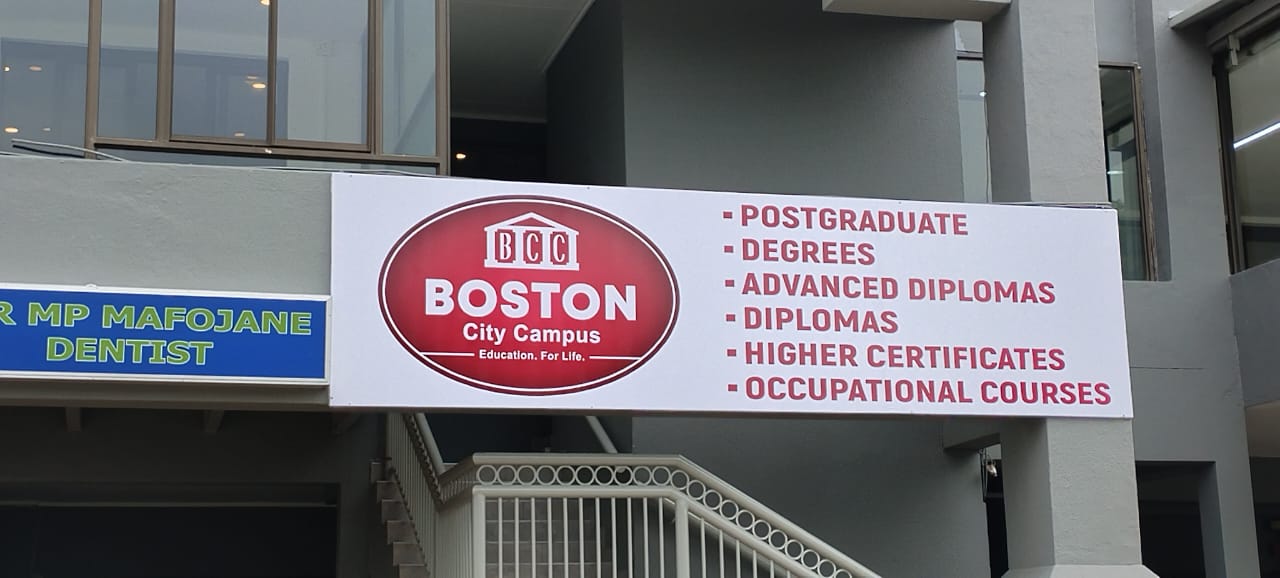 R MP MAFOJANE
DENTIST
BCC
BOSTON
City Campus
Education. For Life.
- POSTGRADUATE
- DEGREES
- ADVANCED DIPLOMAS
- DIPLOMAS
- HIGHER CERTIFICATES
- OCCUPATIONAL COURSES